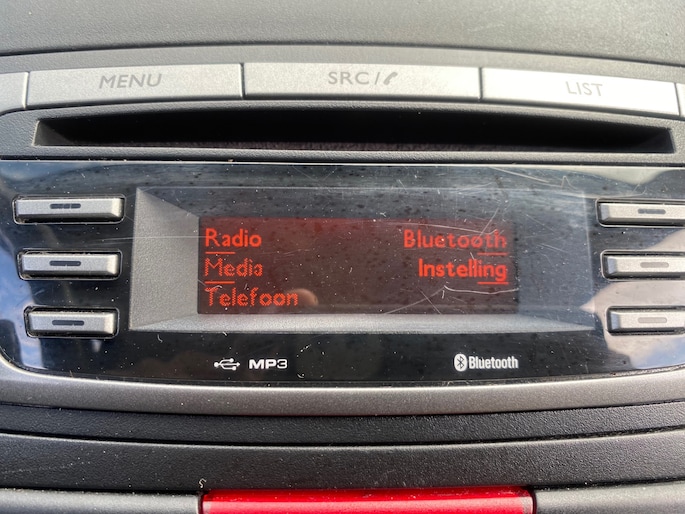 MENU
SRC/
LIST
Radio
Bluetooth
Media
Instelling
Telefoon
MP3
Bluetooth